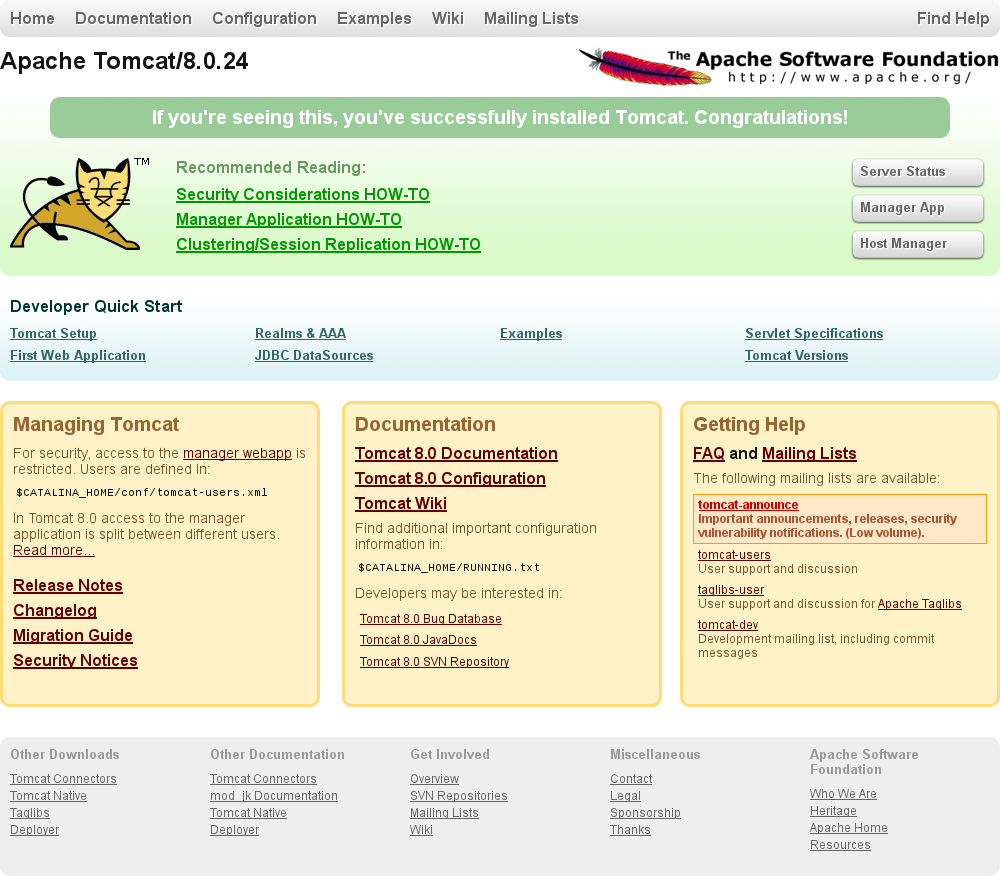 Home Documentation Configuration Examples Wiki Mailing Lists Find Help
Apache Tomcat/8.0.24
The Apache Software Foundation
http://www.apache.org/
If you're seeing this, you've successfully installed Tomcat. Congratulations!
TM
Recommended Reading:
Security Considerations HOW-TO
Manager Application HOW-TO
Clustering/Session Replication HOW-TO
Server Status
Manager App
Host Manager
Developer Quick Start
Tomcat Setup
First Web Application
Realms & AAA
JDBC DataSources
Examples
Servlet Specifications
Tomcat Versions
Managing Tomcat
For security, access to the manager webapp is
restricted. Users are defined in:
$CATALINA_HOME/conf/tomcat-users.xml
In Tomcat 8.0 access to the manager
application is split between different users.
Read more...
Release Notes
Changelog
Migration Guide
Security Notices
Documentation
Tomcat 8.0 Documentation
Tomcat 8.0 Configuration
Tomcat Wiki
Find additional important configuration
information in:
$CATALINA_HOME/RUNNING.txt
Developers may be interested in:
Tomcat 8.0 Bug Database
Tomcat 8.0 JavaDocs
Tomcat 8.0 SVN Repository
Getting Help
FAQ and Mailing Lists
The following mailing lists are available:
tomcat-announce
Important announcements, releases, security
vulnerability notifications. (Low volume).
tomcat-users
User support and discussion
taglibs-user
User support and discussion for Apache Taglibs
tomcat-dev
Development mailing list, including commit
messages
Other Downloads
Tomcat Connectors
Tomcat Native
Taglibs
Deployer
Other Documentation
Tomcat Connectors
mod_jk Documentation
Tomcat Native
Deployer
Get Involved
Overview
SVN Repositories
Mailing Lists
Wiki
Miscellaneous
Contact
Legal
Sponsorship
Thanks
Apache Software
Foundation
Who We Are
Heritage
Apache Home
Resources